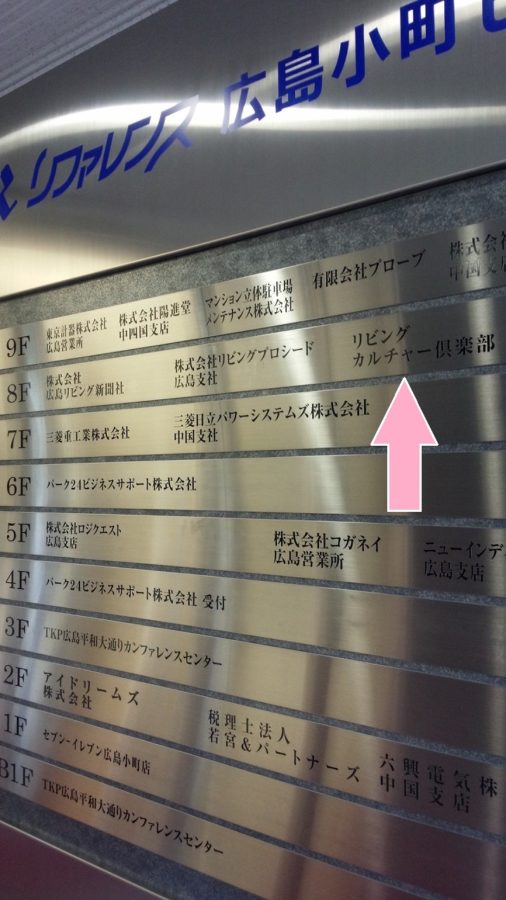 リファレンス 広島小町ビ
9F
東京計器株式会社
広島営業所
株式会社陽進堂
中四国支店
マンション立体駐車場
メンテナンス株式会社
有限会社プローブ
株式会社
中国支店
8F
株式会社
広島リビング新聞社
株式会社リビングプロシード
広島支社
リビング
カルチャー倶楽部
7F
三菱重工業株式会社
三菱日立パワーシステムズ株式会社
中国支社
6F
パーク24ビジネスサポート株式会社
5F
株式会社ロジクエスト
広島支店
株式会社コガネイ
広島営業所
ニューインデ
広島支店
4F
パーク24ビジネスサポート株式会社 受付
3F
TKP広島平和大通りカンファレンスセンター
2F
アイドリームズ
株式会社
税理士法人
若宮&パートナーズ
六興電気株
中国支店
1F
セブン-イレブン広島小町店
B1F
TKP広島平和大通りカンファレンスセンター